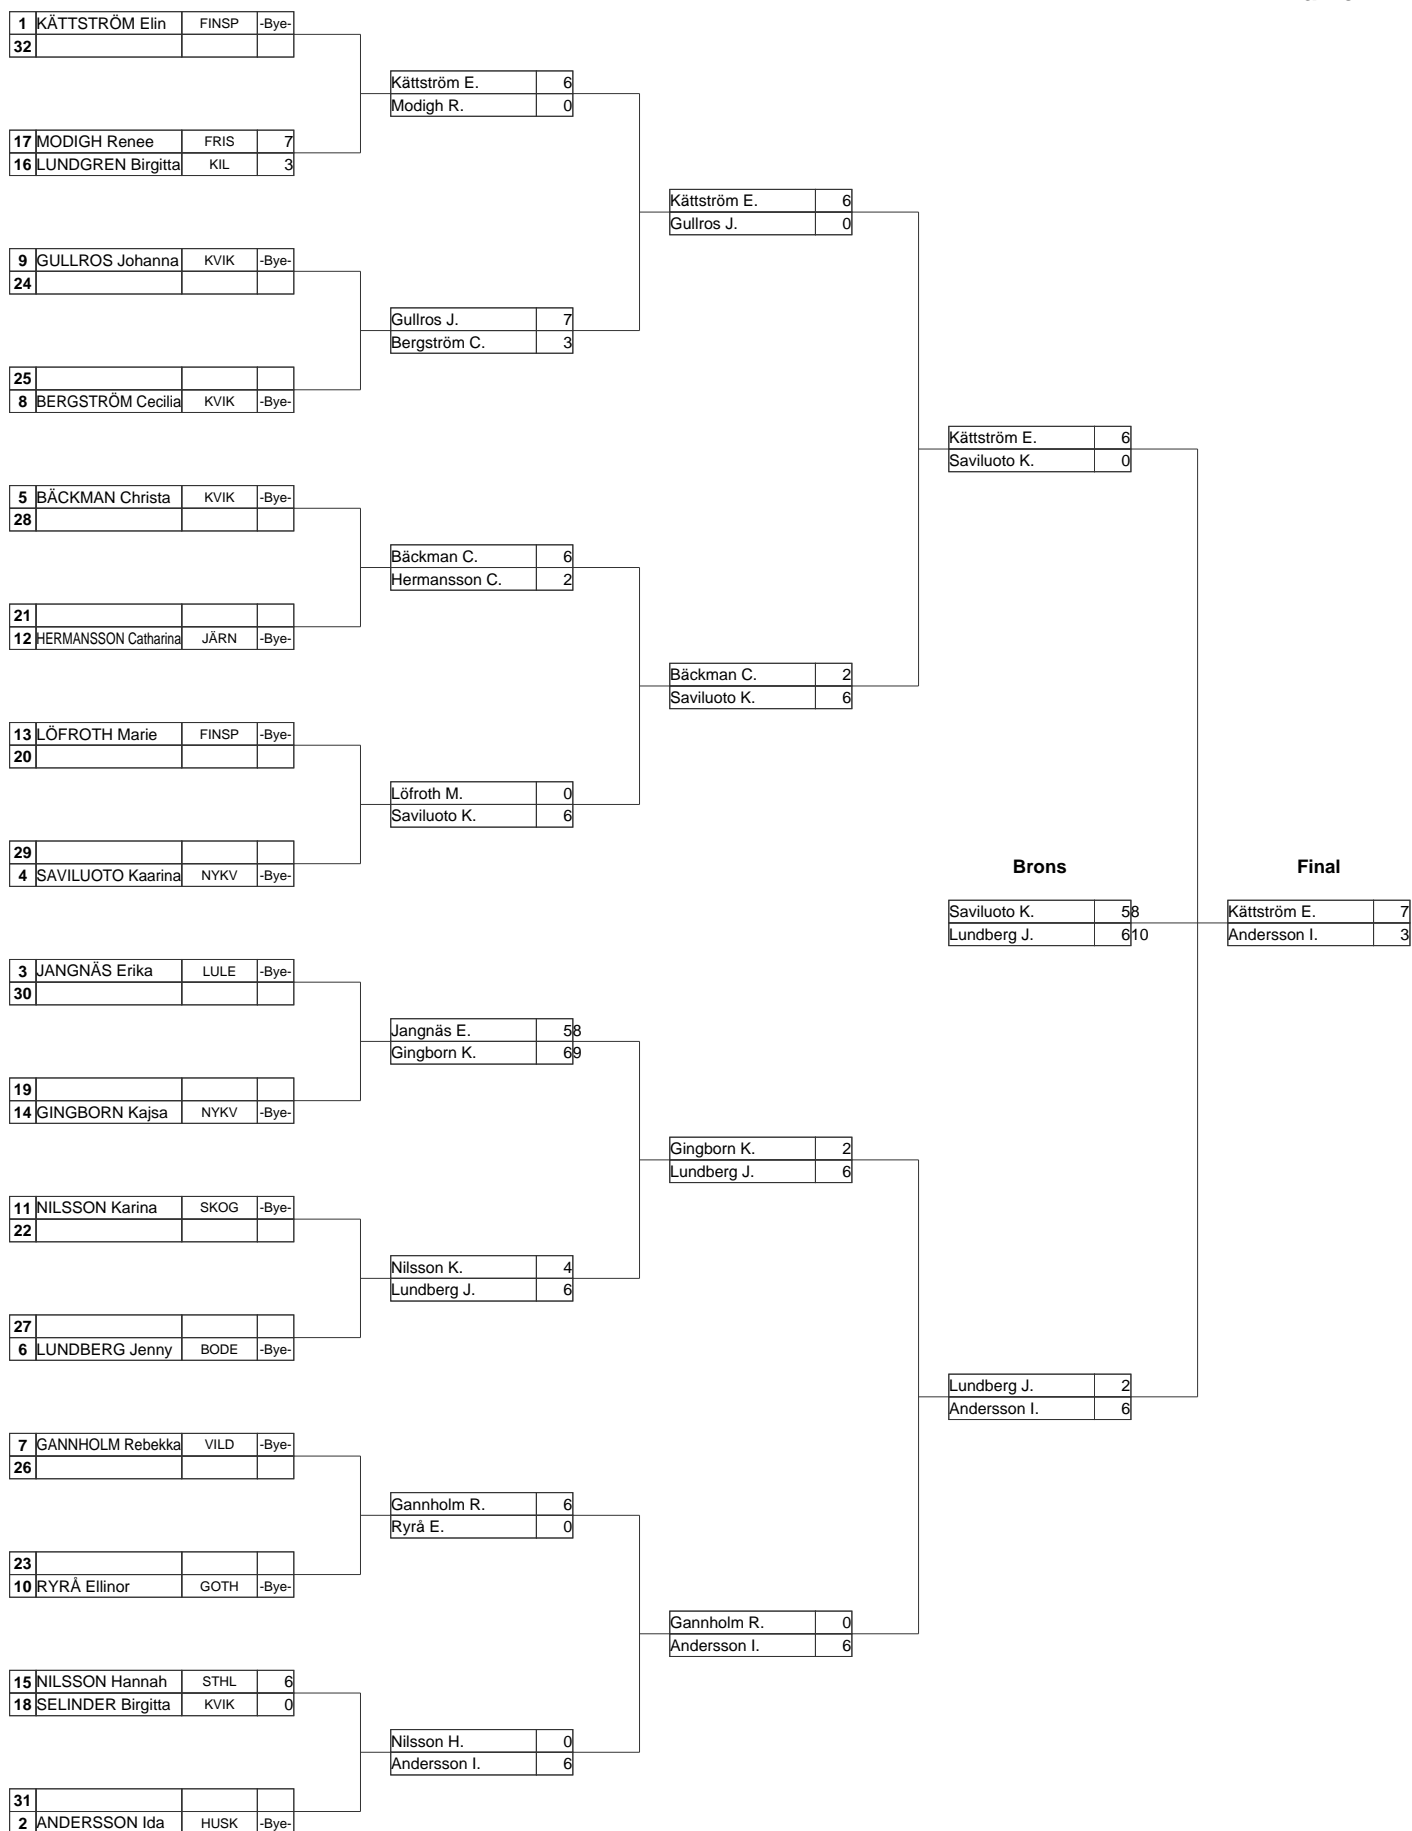 1 KÄTTSTRÖM Elin FINSP -Bye-
32
Kättström E. 6
Modigh R. 0
17 MODIGH Renee FRIS 7
16 LUNDGREN Birgitta KIL 3
Kättström E. 6
Gullros J. 0
9 GULLROS Johanna KVIK -Bye-
24
Gullros J. 7
Bergström C. 3
25
8 BERGSTRÖM Cecilia KVIK -Bye-
Kättström E. 6
Saviluoto K. 0
5 BÄCKMAN Christa KVIK -Bye-
28
Bäckman C. 6
Hermansson C. 2
21
12 HERMANSSON Catharina JÄRN -Bye-
Bäckman C. 2
Saviluoto K. 6
13 LÖFROTH Marie FINSP -Bye-
20
Löfroth M. 0
Saviluoto K. 6
29
4 SAVILUOTO Kaarina NYKV -Bye-
Brons Final
Saviluoto K. 58 Kättström E. 7
Lundberg J. 610 Andersson I. 3
3 JANGNÄS Erika LULE -Bye-
30
Jangnäs E. 58
Gingborn K. 69
19
14 GINGBORN Kajsa NYKV -Bye-
Gingborn K. 2
Lundberg J. 6
11 NILSSON Karina SKOG -Bye-
22
Nilsson K. 4
Lundberg J. 6
27
6 LUNDBERG Jenny BODE -Bye-
Lundberg J. 2
Andersson I. 6
7 GANNHOLM Rebekka VILD -Bye-
26
Gannholm R. 6
Ryrå E. 0
23
10 RYRÅ Ellinor GOTH -Bye-
Gannholm R. 0
Andersson I. 6
15 NILSSON Hannah STHL 6
18 SELINDER Birgitta KVIK 0
Nilsson H. 0
Andersson I. 6
31
2 ANDERSSON Ida HUSK -Bye-